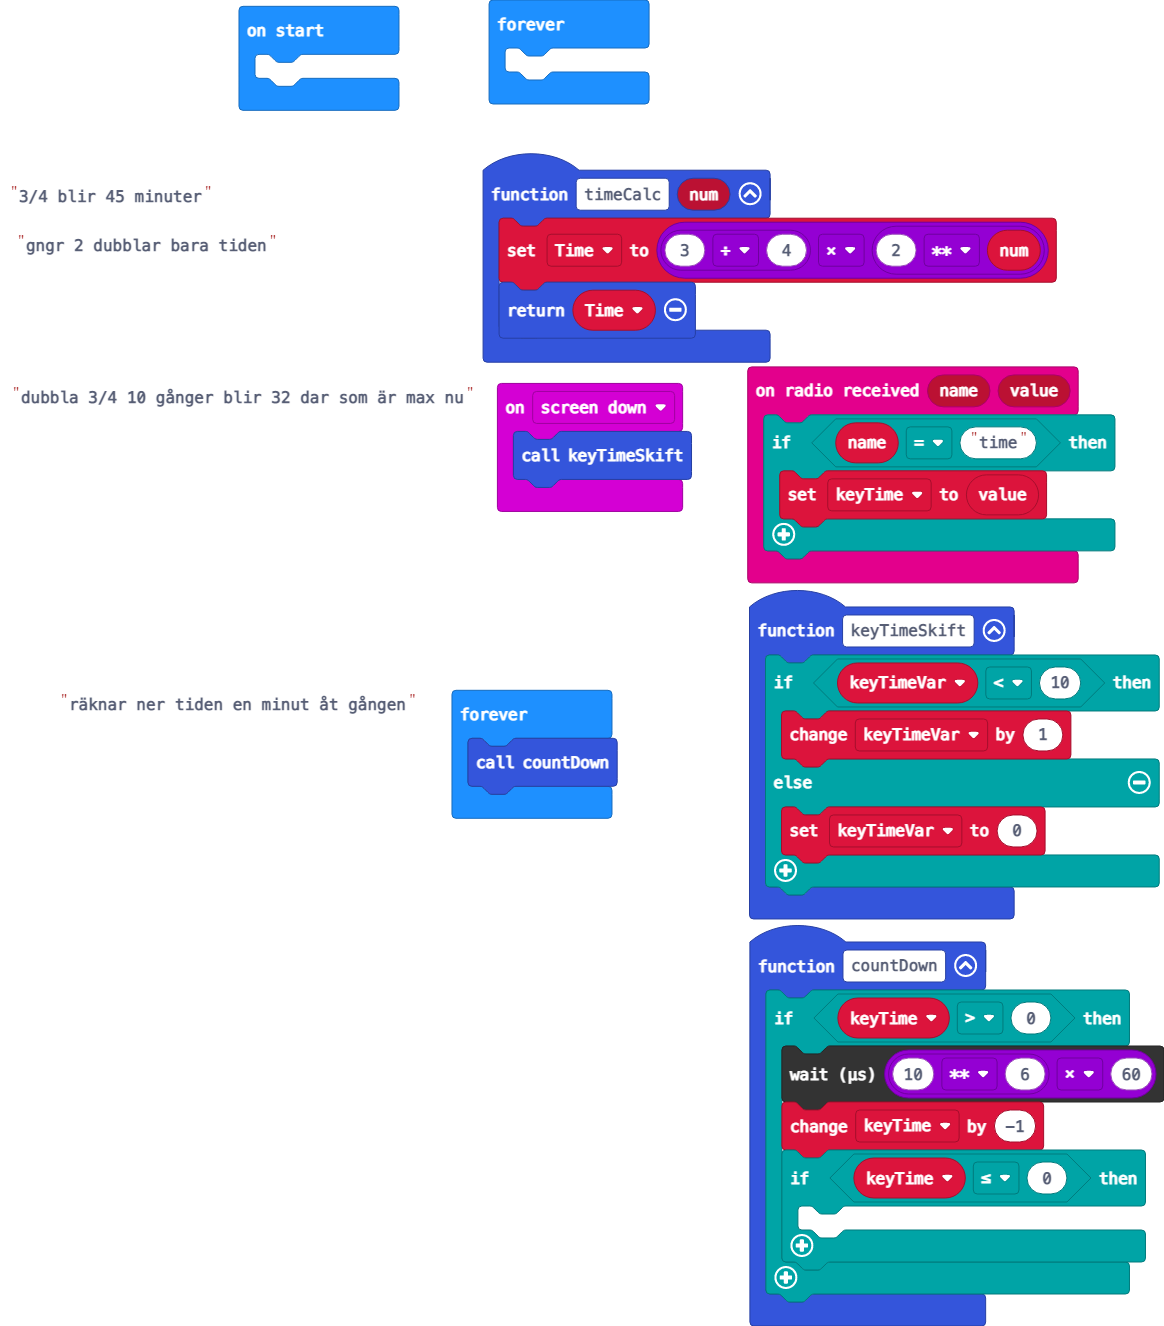 on start
forever
"3/4 blir 45 minuter"
function timeCalc num
"gngr 2 dubblar bara tiden"
set Time to 3 ÷ 4 × 2 ** num
return Time
"dubbla 3/4 10 gånger blir 32 dar som är max nu"
on screen down
call keyTimeSkift
on radio received name value
if name = "time" then
set keyTime to value
function keyTimeSkift
if keyTimeVar < 10 then
change keyTimeVar by 1
else
set keyTimeVar to 0
"räknar ner tiden en minut åt gången"
forever
call countDown
function countDown
if keyTime > 0 then
wait (µs) 10 ** 6 × 60
change keyTime by −1
if keyTime ≤ 0 then